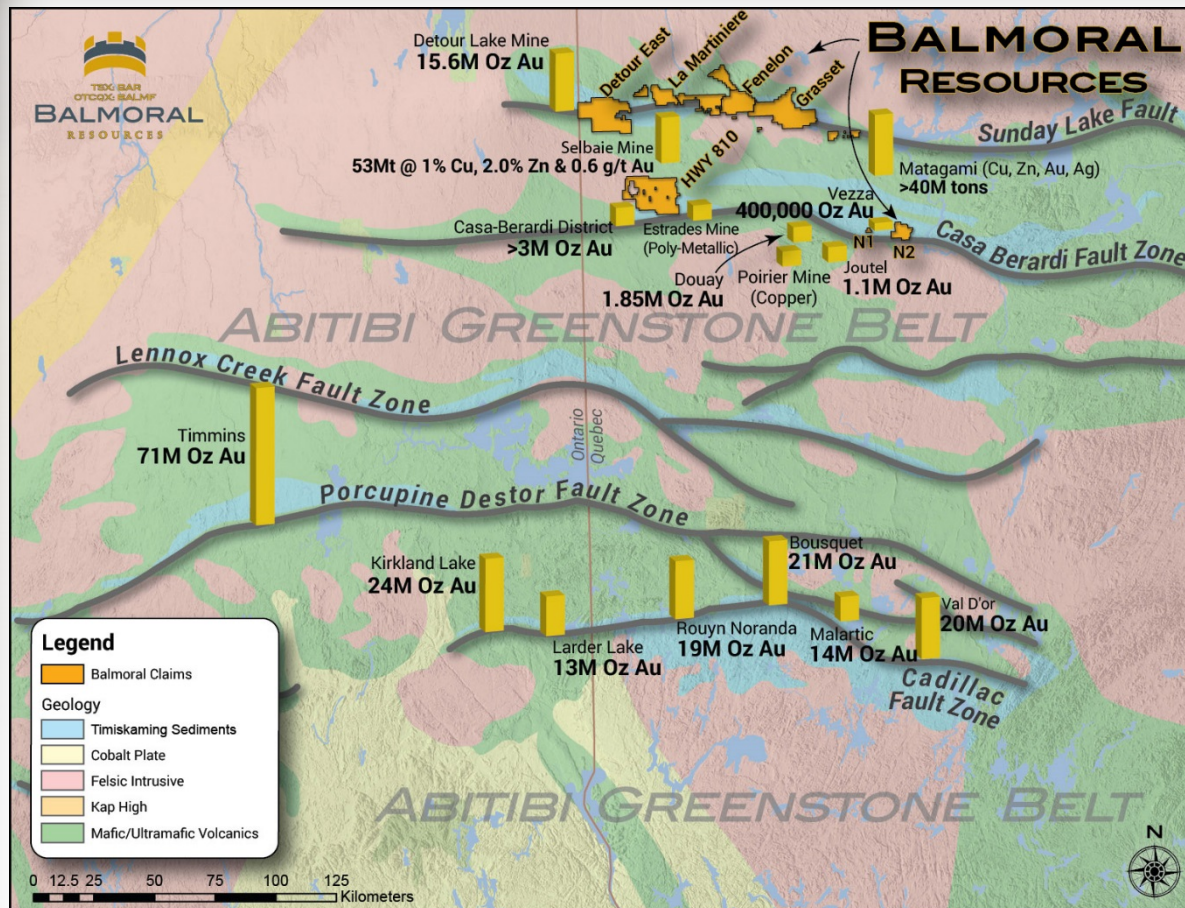 TSX: BAR
OTCQX: BALMF
BALMORAL
RESOURCES
BALMORAL
RESOURCES
Detour Lake Mine
15.6M Oz Au
Detour East
La Martiniere
Fenelon
Grasset
Sunday Lake Fault
Selbaie Mine
53Mt @ 1% Cu, 2.0% Zn & 0.6 g/t Au
HWY 810
Matagami (Cu, Zn, Au, Ag)
>40M tons
Vezza
400,000 Oz Au
Casa-Berardi District
>3M Oz Au
Estrades Mine
(Poly-Metallic)
N1
N2
Casa Berardi Fault Zone
Douay
1.85M Oz Au
Poirier Mine
(Copper)
Joutel
1.1M Oz Au
ABITIBI GREENSTONE BELT
Lennox Creek Fault Zone
Timmins
71M Oz Au
Ontario
Quebec
Porcupine Destor Fault Zone
Kirkland Lake
24M Oz Au
Bousquet
21M Oz Au
Larder Lake
13M Oz Au
Rouyn Noranda
19M Oz Au
Malartic
14M Oz Au
Val D'or
20M Oz Au
Cadillac
Fault Zone
ABITIBI GREENSTONE BELT
Legend
Balmoral Claims
Geology
Timiskaming Sediments
Cobalt Plate
Felsic Intrusive
Kap High
Mafic/Ultramafic Volcanics
0 12.5 25 50 75 100 125
Kilometers
N